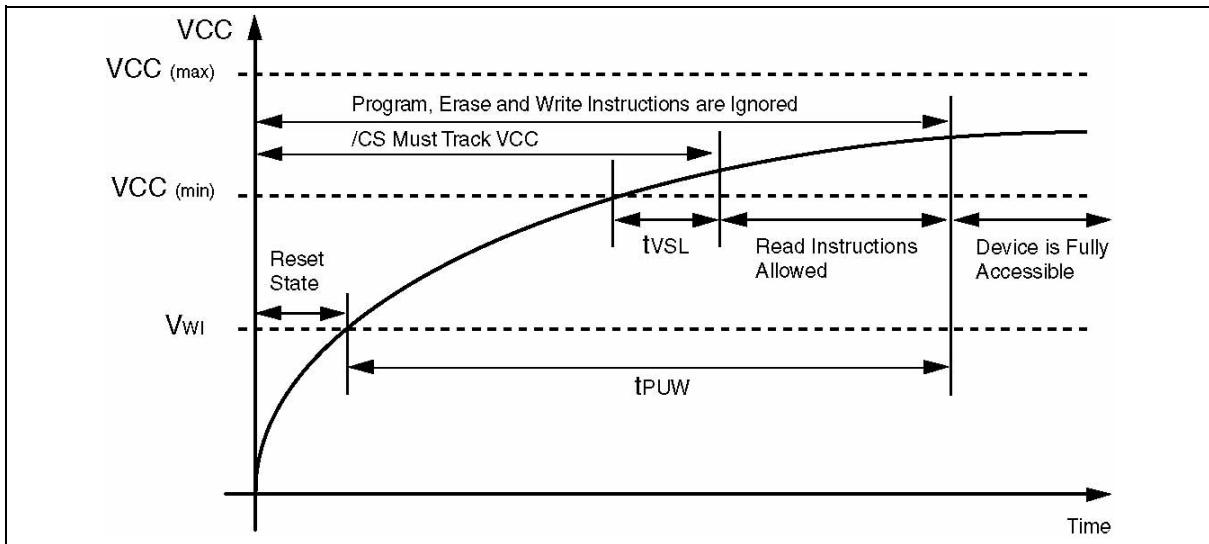 VCC
VCC (max)
Program, Erase and Write Instructions are Ignored
/CS Must Track VCC
VCC (min)
tVSL
Read Instructions
Allowed
Device is Fully
Accessible
Reset
State
VWI
tPUW
Time